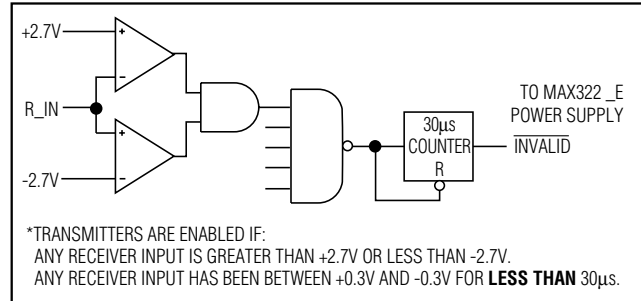 +2.7V
R_IN
-2.7V
TO MAX322 _E
POWER SUPPLY
30µs
COUNTER
R
INVALID
*TRANSMITTERS ARE ENABLED IF:
ANY RECEIVER INPUT IS GREATER THAN +2.7V OR LESS THAN -2.7V.
ANY RECEIVER INPUT HAS BEEN BETWEEN +0.3V AND -0.3V FOR LESS THAN 30µs.